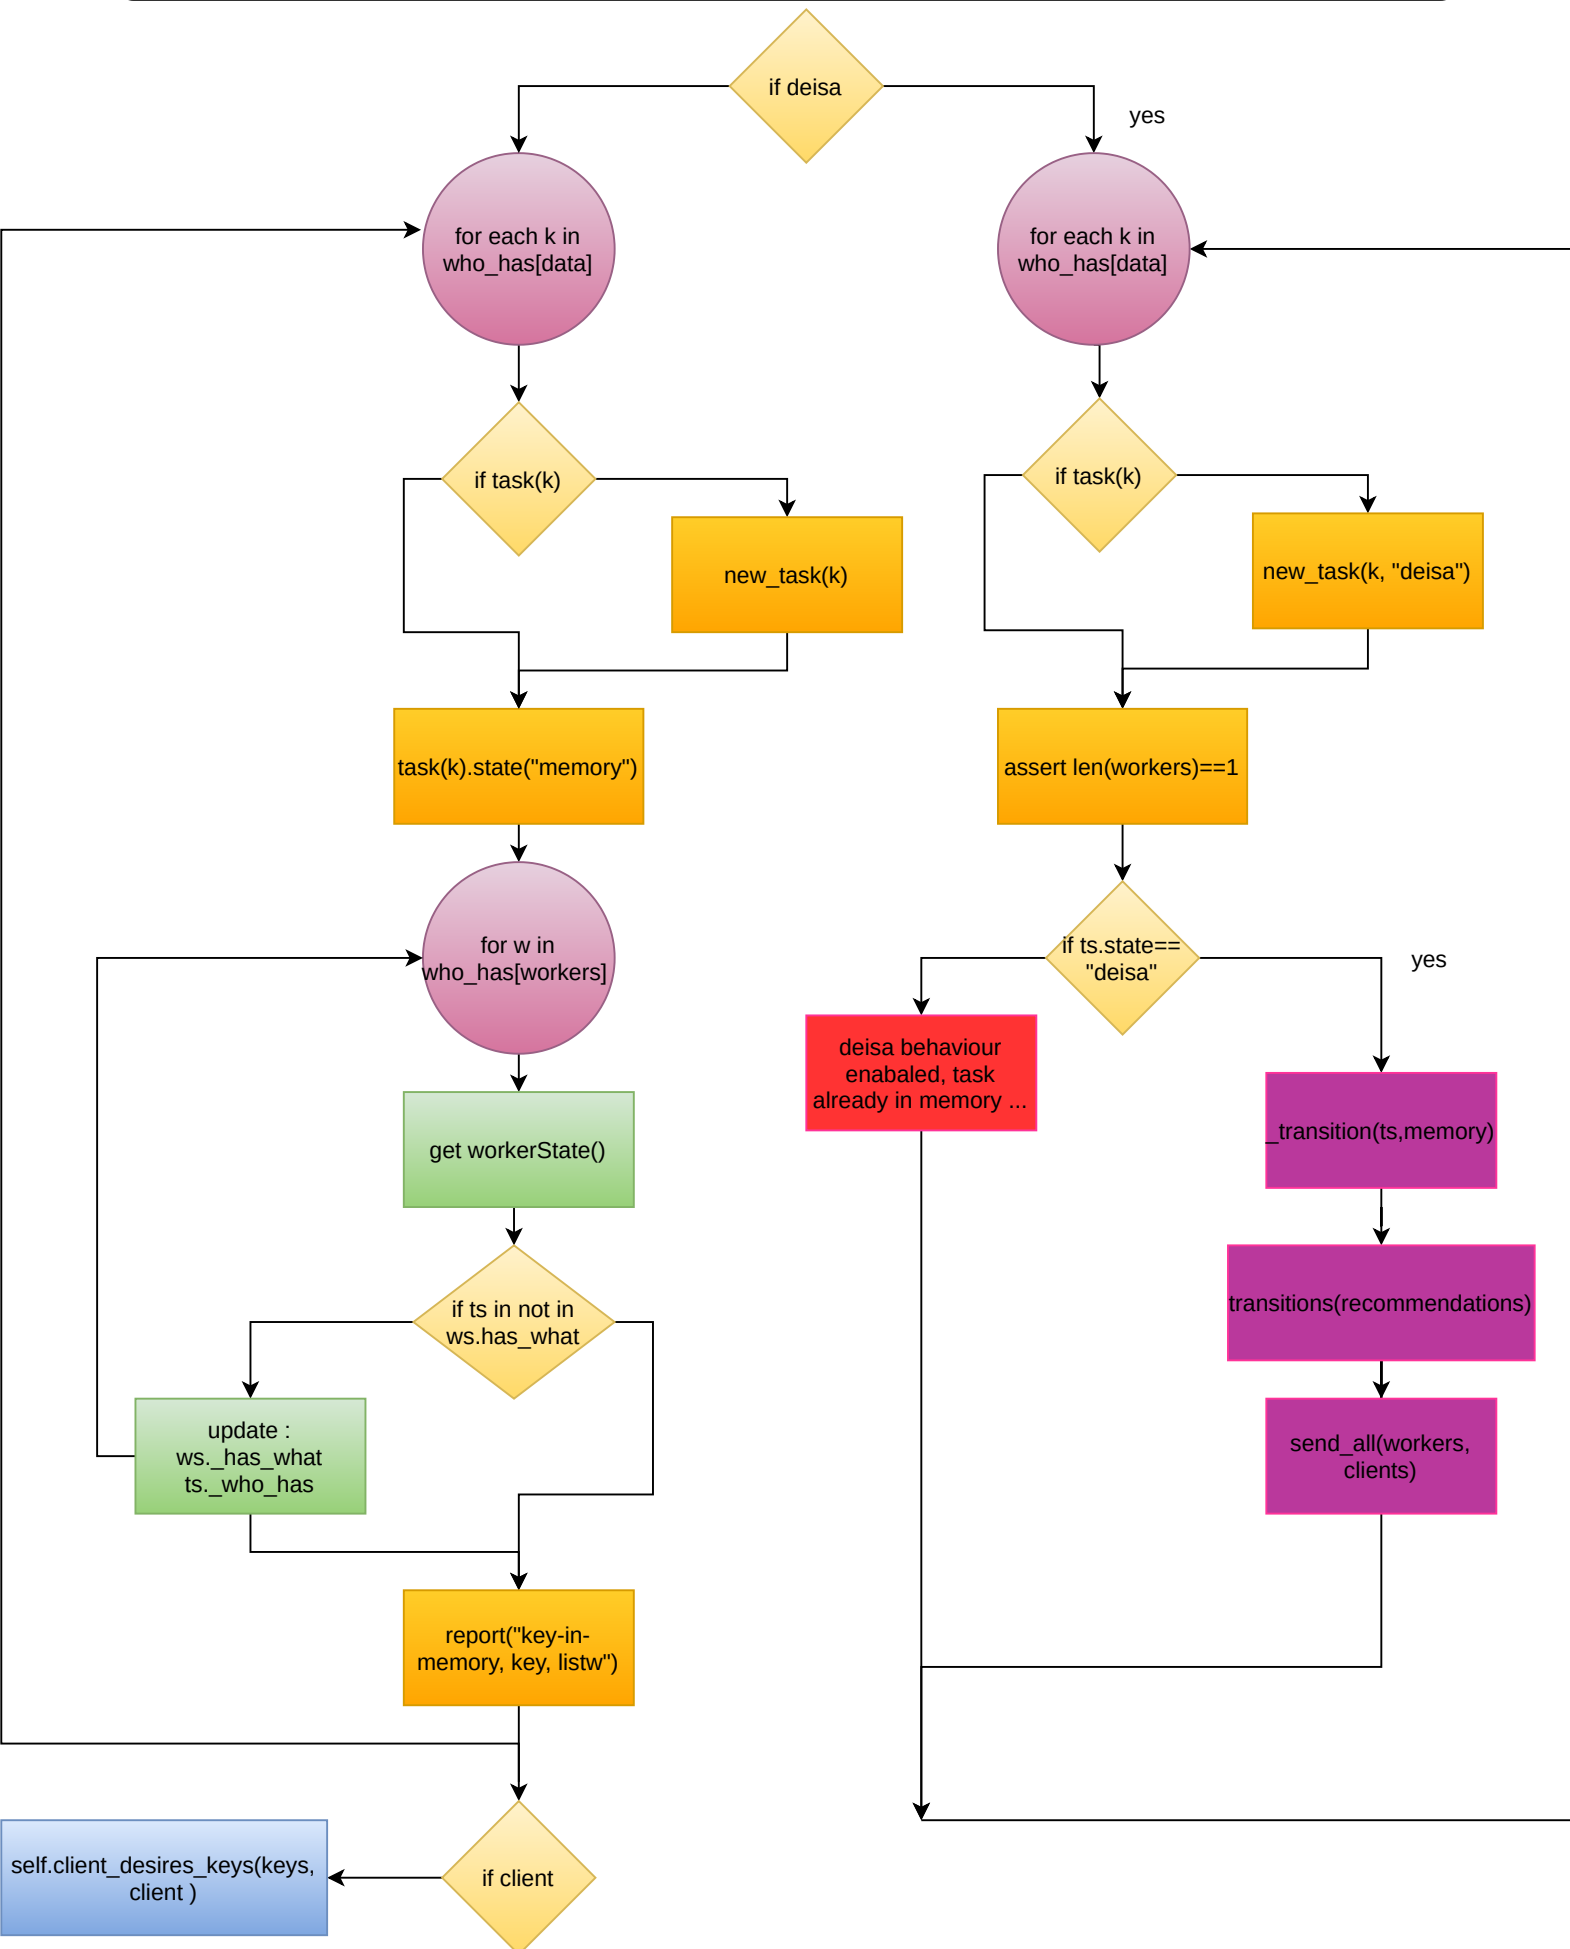 if deisa
yes
for each k in
who_has[data]
for each k in
who_has[data]
if task(k)
if task(k)
new_task(k)
new_task(k, "deisa")
task(k).state("memory")
assert len(workers)==1
for w in
who_has[workers]
if ts.state==
"deisa"
yes
deisa behaviour
enabaled, task
already in memory ...
_transition(ts,memory)
get workerState()
if ts in not in
ws.has_what
transitions(recommendations)
update :
ws._has_what
ts._who_has
send_all(workers,
clients)
report("key-in-
memory, key, listw")
self.client_desires_keys(keys,
client )
if client